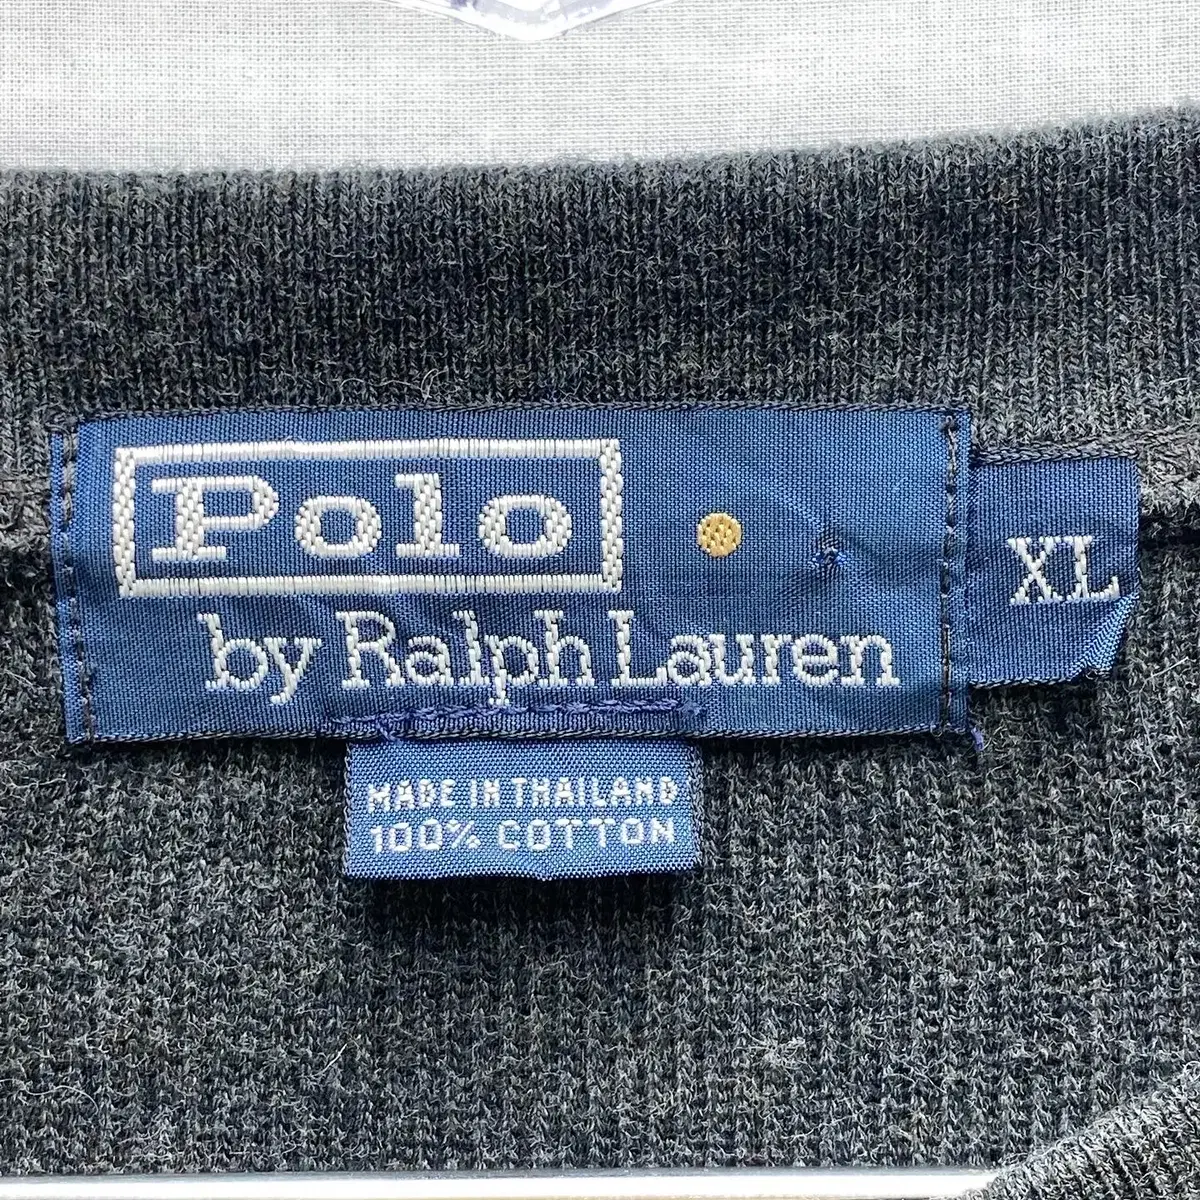 Polo
by Ralph Lauren
XL
MADE IN THAILAND
100% COTTON